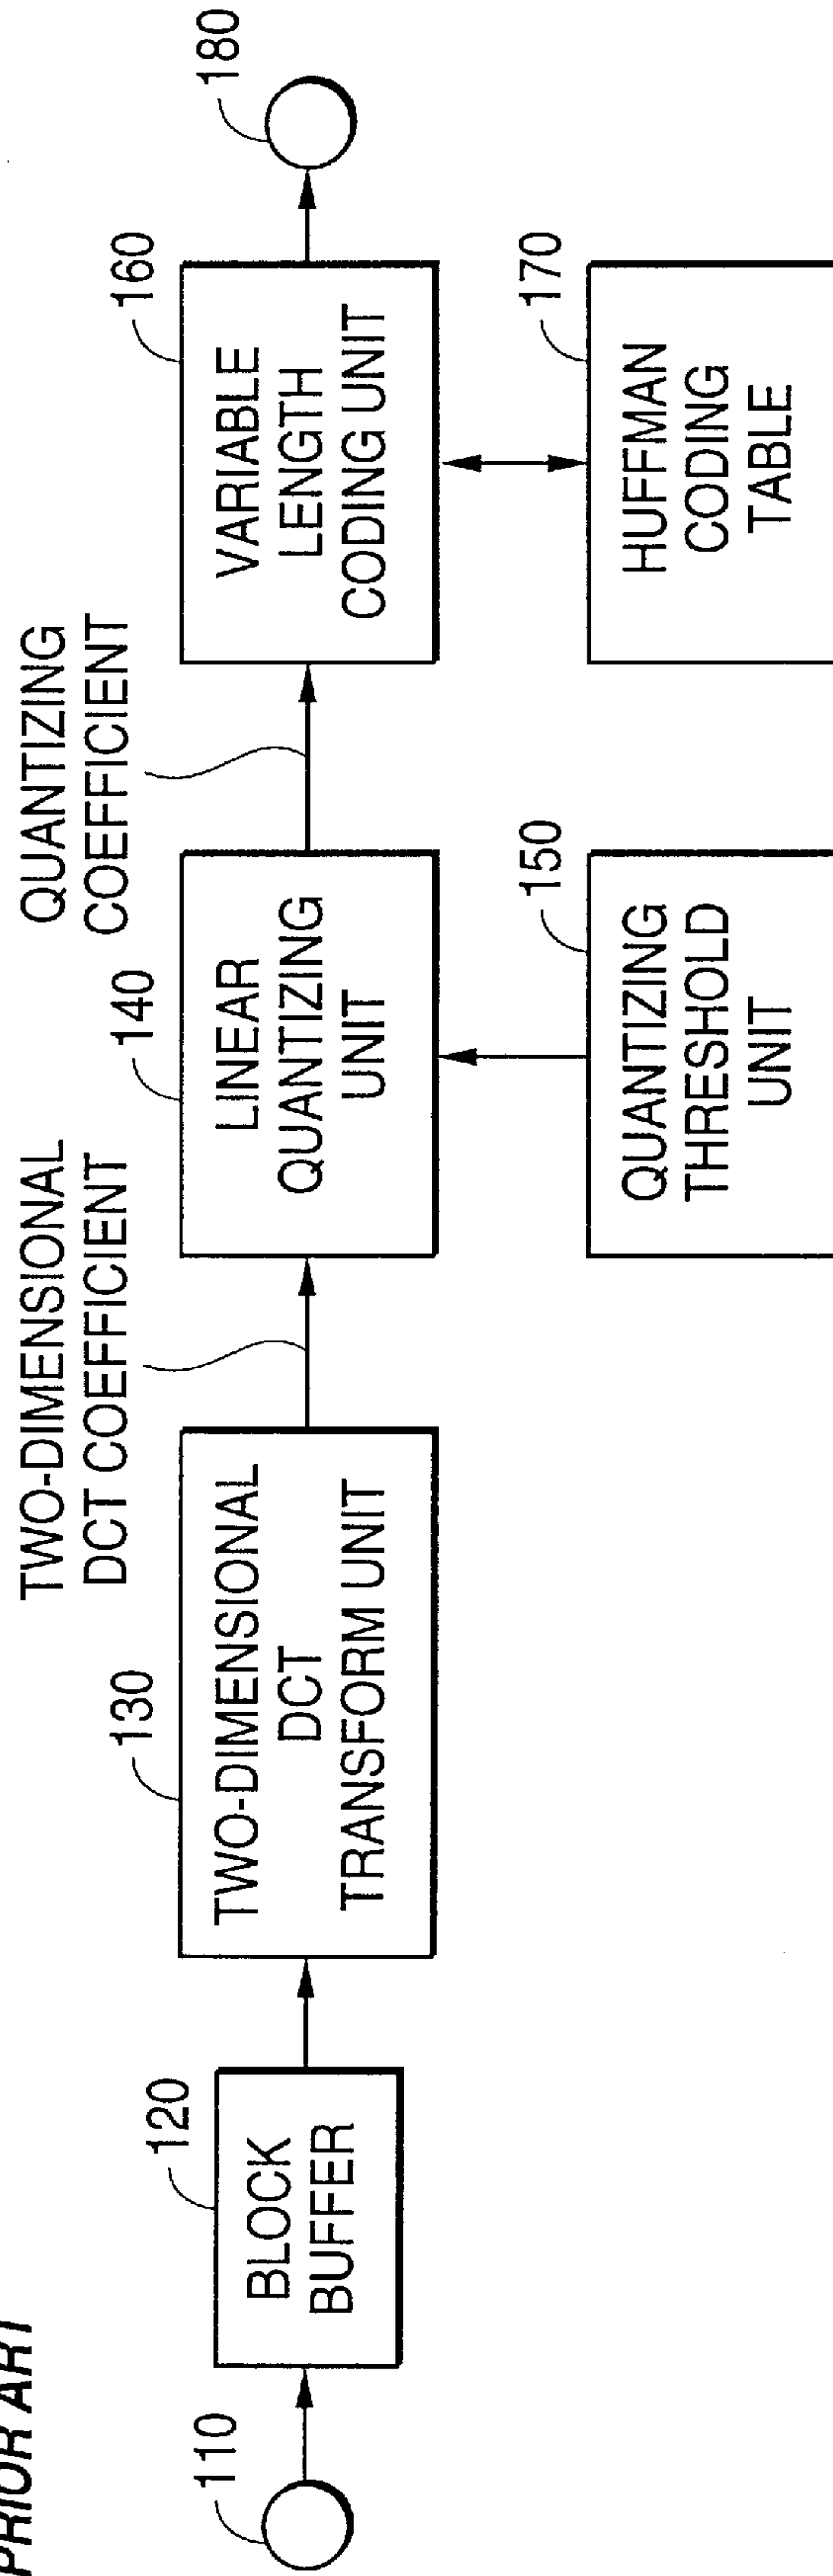 PRIOR ART
TWO-DIMENSIONAL
DCT COEFFICIENT
QUANTIZING
COEFFICIENT
110
120
130
140
160
180
BLOCK
BUFFER
TWO-DIMENSIONAL
DCT
TRANSFORM UNIT
LINEAR
QUANTIZING
UNIT
VARIABLE
LENGTH
CODING UNIT
150
170
QUANTIZING
THRESHOLD
UNIT
HUFFMAN
CODING
TABLE